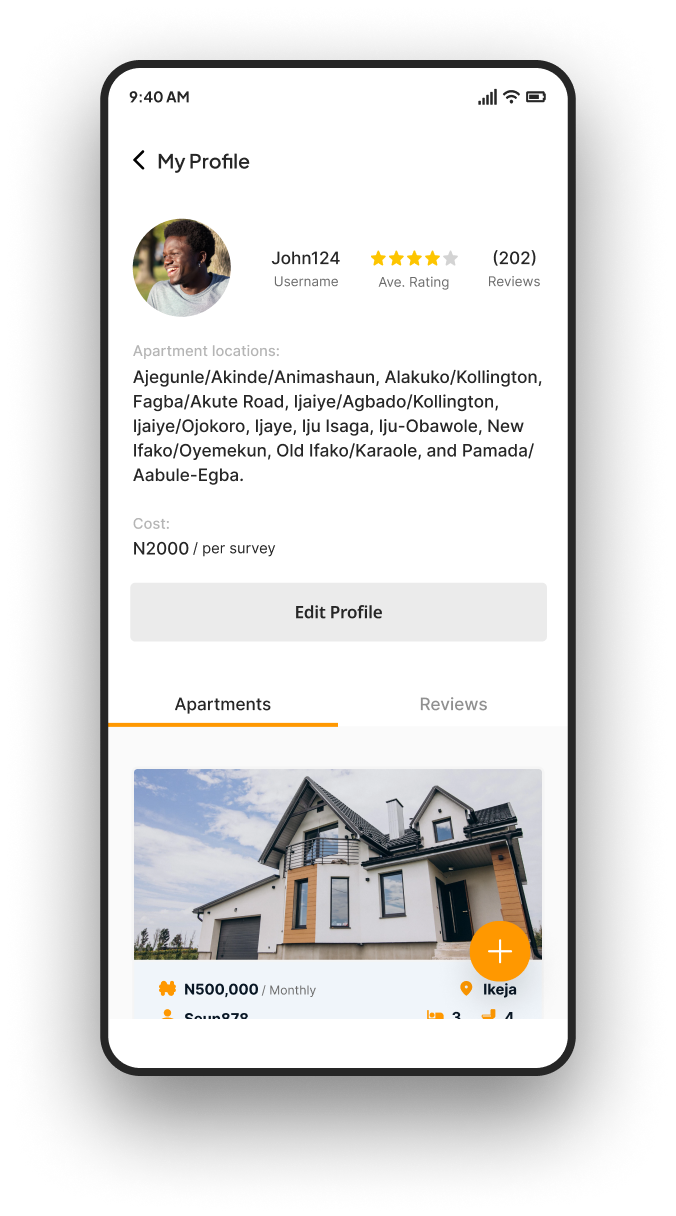 9:40 AM
My Profile
John124
(202)
Username
Ave. Rating
Reviews
Apartment locations:
Ajegunle/Akinde/Animashaun, Alakuko/Kollington,
Fagba/Akute Road, Ijaiye/Agbado/Kollington,
Ijaiye/Ojokoro, Ijaye, Iju Isaga, Iju-Obawole, New
Ifako/Oyemekun, Old Ifako/Karaole, and Pamada/
Aabule-Egba.
Cost:
N2000 / per survey
Edit Profile
Apartments
Reviews
N500,000 / Monthly
Ikeja
Seun878
3
4